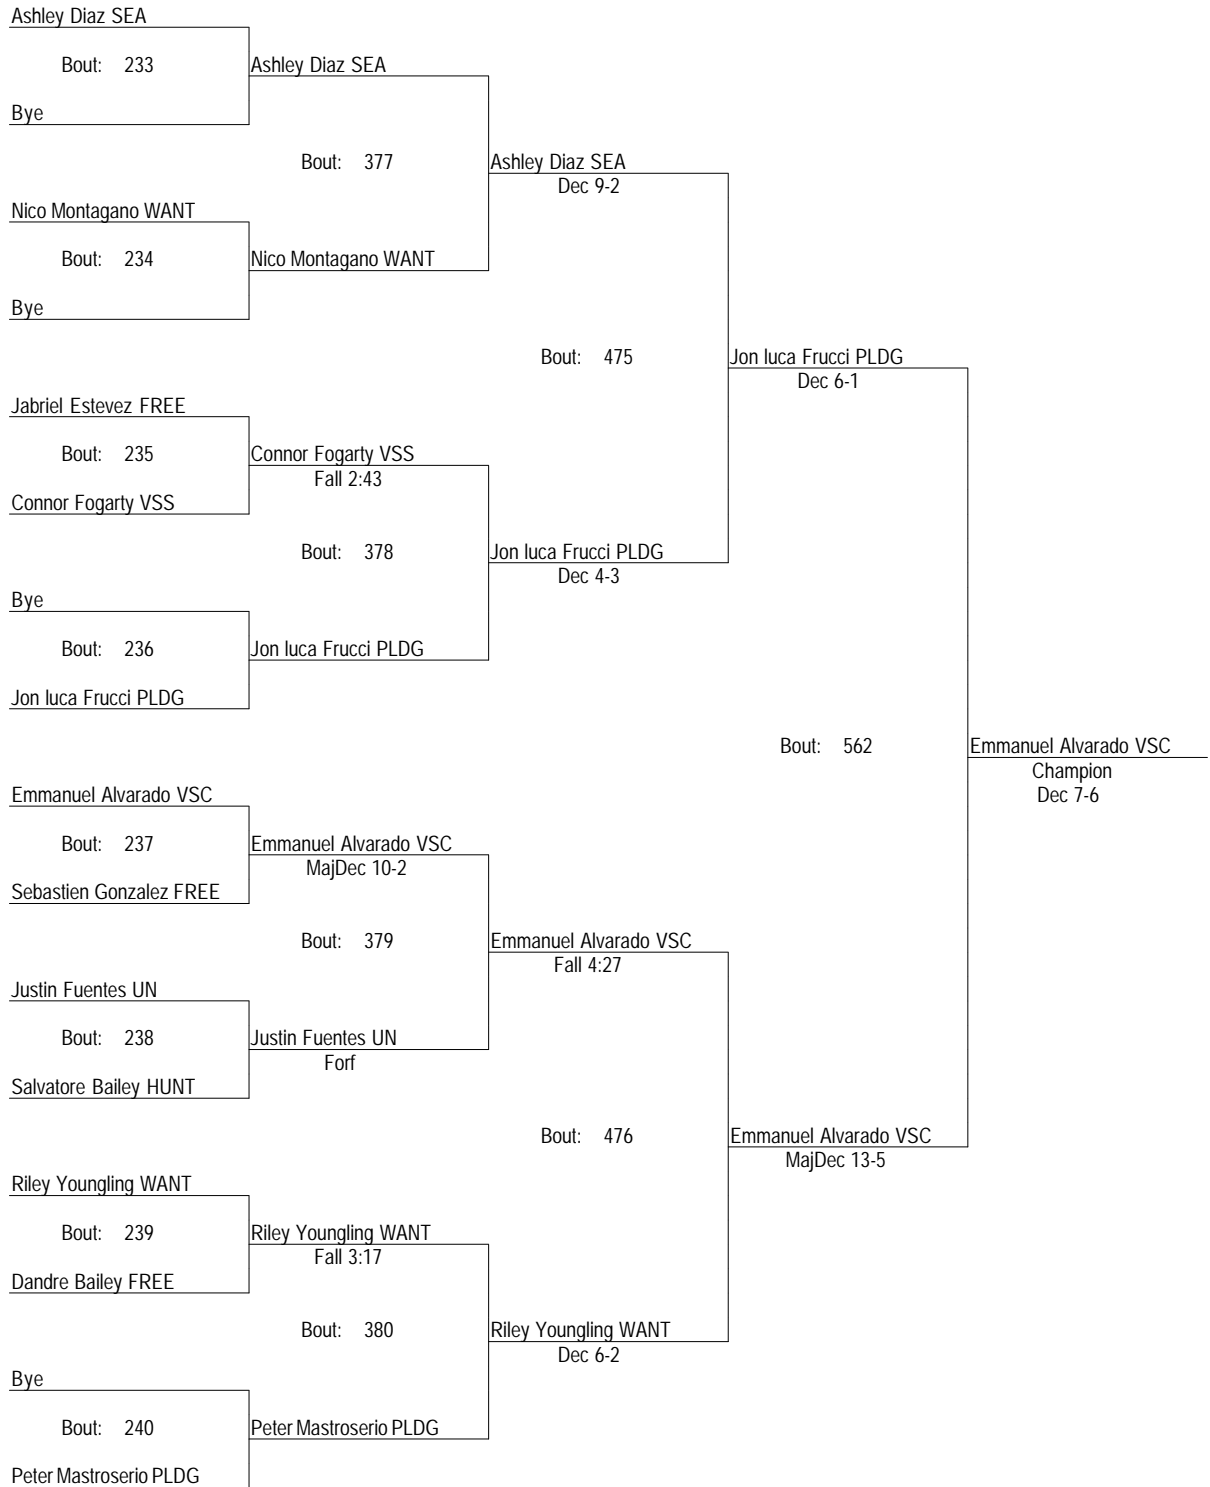 Ashley Diaz SEA
Bout: 233
Ashley Diaz SEA
Bye
Bout: 377
Ashley Diaz SEA
Dec 9-2
Nico Montagano WANT
Bout: 234
Nico Montagano WANT
Bye
Bout: 475
Jon luca Frucci PLDG
Dec 6-1
Jabriel Estevez FREE
Bout: 235
Connor Fogarty VSS
Fall 2:43
Connor Fogarty VSS
Bout: 378
Jon luca Frucci PLDG
Dec 4-3
Bye
Bout: 236
Jon luca Frucci PLDG
Jon luca Frucci PLDG
Bout: 562
Emmanuel Alvarado VSC
Champion
Dec 7-6
Emmanuel Alvarado VSC
Bout: 237
Emmanuel Alvarado VSC
MajDec 10-2
Sebastien Gonzalez FREE
Bout: 379
Emmanuel Alvarado VSC
Fall 4:27
Justin Fuentes UN
Bout: 238
Justin Fuentes UN
Forf
Salvatore Bailey HUNT
Bout: 476
Emmanuel Alvarado VSC
MajDec 13-5
Riley Youngling WANT
Bout: 239
Riley Youngling WANT
Fall 3:17
Dandre Bailey FREE
Bout: 380
Riley Youngling WANT
Dec 6-2
Bye
Bout: 240
Peter Mastroserio PLDG
Peter Mastroserio PLDG